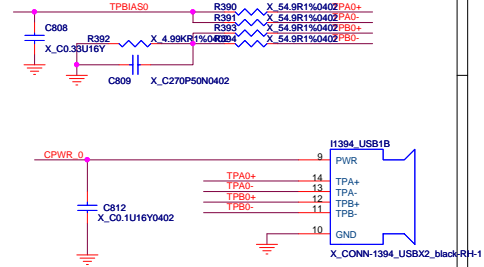 TPBIAS0
R390 X_54.9R1%0402 TPA0+
R391 X_54.9R1%0402 TPA0-
R393 X_54.9R1%0402 TPB0+
R394 X_54.9R1%0402 TPB0-
C808
X_C0.33U16Y
R392 X_4.99KR1%0402
C809 X_C270P50N0402
I1394_USB1B
CPWR_0 9 PWR
TPA0+ 14 TPA+
TPA0- 13 TPA-
TPB0+ 12 TPB+
TPB0- 11 TPB-
C812
X_C0.1U16Y0402
10 GND
X_CONN-1394_USBX2_black-RH-1